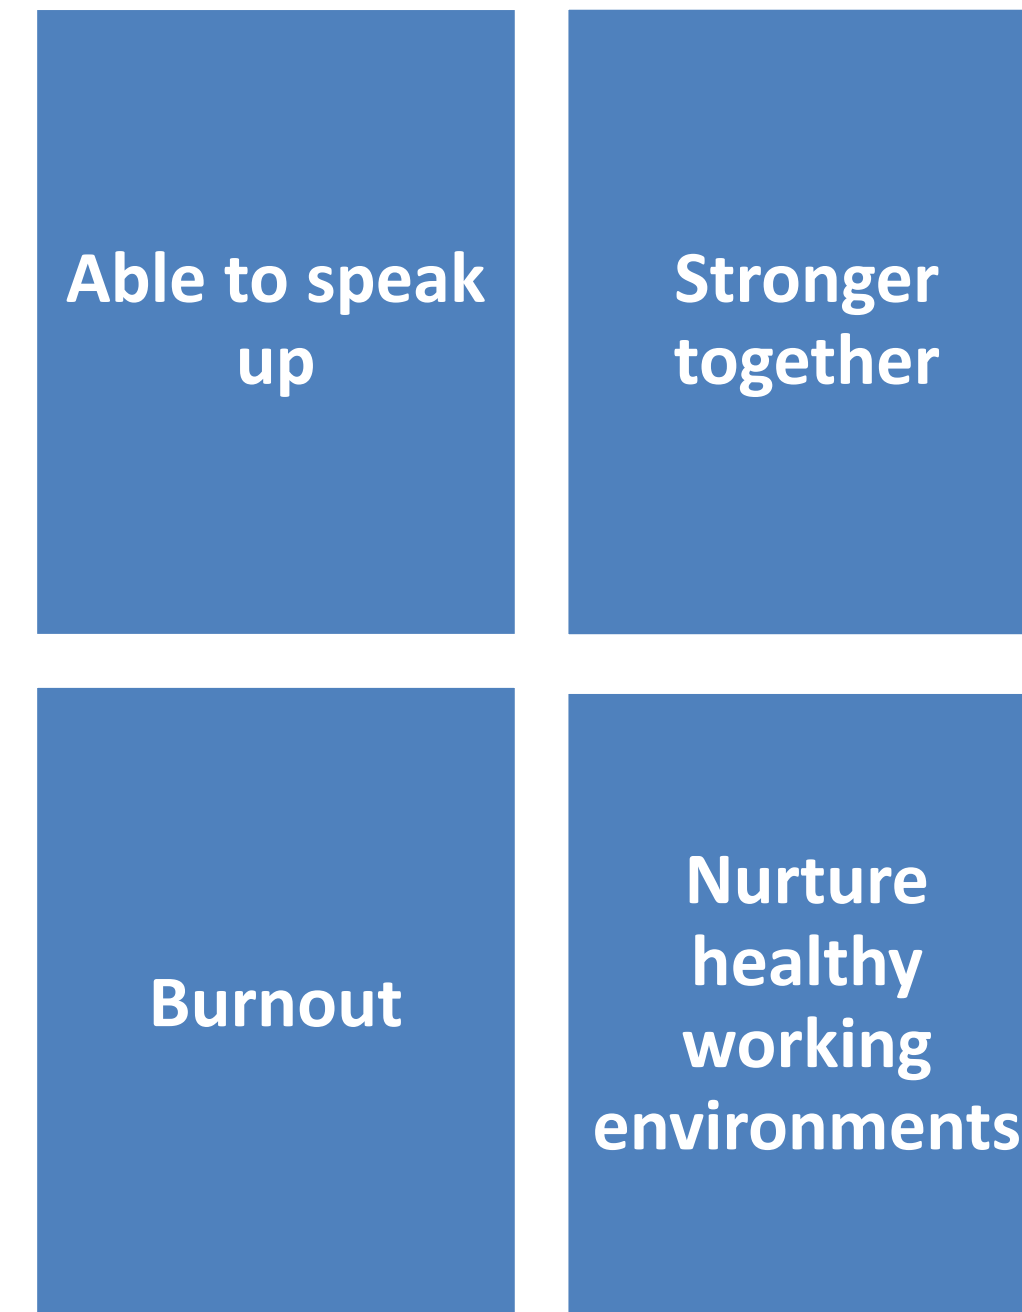 Able to speak
up
Stronger
together
Burnout
Nurture
healthy
working
environments